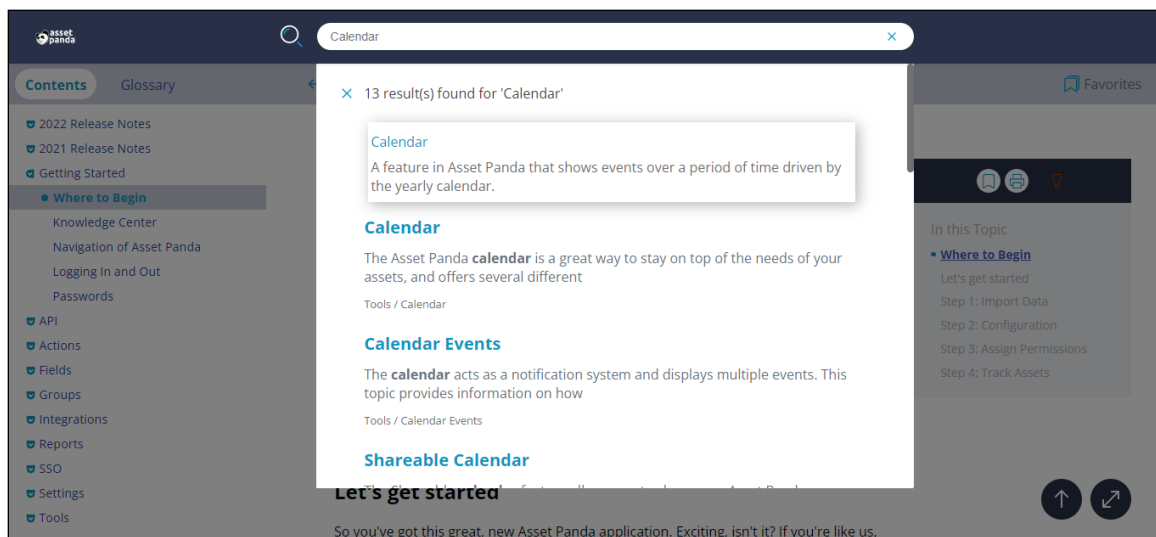 asset
panda
Calendar
Contents
Glossary
Favorites
2022 Release Notes
2021 Release Notes
Getting Started
Where to Begin
Knowledge Center
Navigation of Asset Panda
Logging In and Out
Passwords
API
Actions
Fields
Groups
Integrations
Reports
SSO
Settings
Tools
13 result(s) found for 'Calendar'
Calendar
A feature in Asset Panda that shows events over a period of time driven by
the yearly calendar.
Calendar
The Asset Panda calendar is a great way to stay on top of the needs of your
assets, and offers several different
Tools / Calendar
Calendar Events
The calendar acts as a notification system and displays multiple events. This
topic provides information on how
Tools / Calendar Events
Shareable Calendar
In this Topic
Where to Begin
Let's get started
Step 1: Import Data
Step 2: Configuration
Step 3: Assign Permissions
Step 4: Track Assets
Let's get started
So you've got this great, new Asset Panda application. Exciting, isn't it? If you're like us,